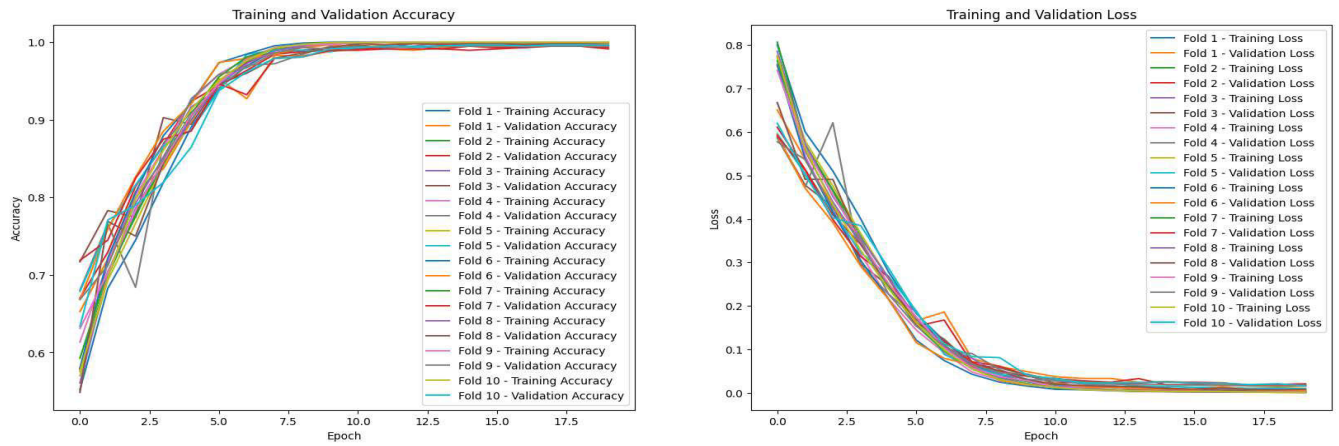 Training and Validation Accuracy
1.0
0.9
0.8
0.7
0.6
Accuracy
Fold 1 - Training Accuracy
Fold 1 - Validation Accuracy
Fold 2 - Training Accuracy
Fold 2 - Validation Accuracy
Fold 3 - Training Accuracy
Fold 3 - Validation Accuracy
Fold 4 - Training Accuracy
Fold 4 - Validation Accuracy
Fold 5 - Training Accuracy
Fold 5 - Validation Accuracy
Fold 6 - Training Accuracy
Fold 6 - Validation Accuracy
Fold 7 - Training Accuracy
Fold 7 - Validation Accuracy
Fold 8 - Training Accuracy
Fold 8 - Validation Accuracy
Fold 9 - Training Accuracy
Fold 9 - Validation Accuracy
Fold 10 - Training Accuracy
Fold 10 - Validation Accuracy
0.0 2.5 5.0 7.5 10.0 12.5 15.0 17.5
Epoch
Training and Validation Loss
0.8
0.7
0.6
0.5
0.4
0.3
0.2
0.1
0.0
Loss
Fold 1 - Training Loss
Fold 1 - Validation Loss
Fold 2 - Training Loss
Fold 2 - Validation Loss
Fold 3 - Training Loss
Fold 3 - Validation Loss
Fold 4 - Training Loss
Fold 4 - Validation Loss
Fold 5 - Training Loss
Fold 5 - Validation Loss
Fold 6 - Training Loss
Fold 6 - Validation Loss
Fold 7 - Training Loss
Fold 7 - Validation Loss
Fold 8 - Training Loss
Fold 8 - Validation Loss
Fold 9 - Training Loss
Fold 9 - Validation Loss
Fold 10 - Training Loss
Fold 10 - Validation Loss
0.0 2.5 5.0 7.5 10.0 12.5 15.0 17.5
Epoch